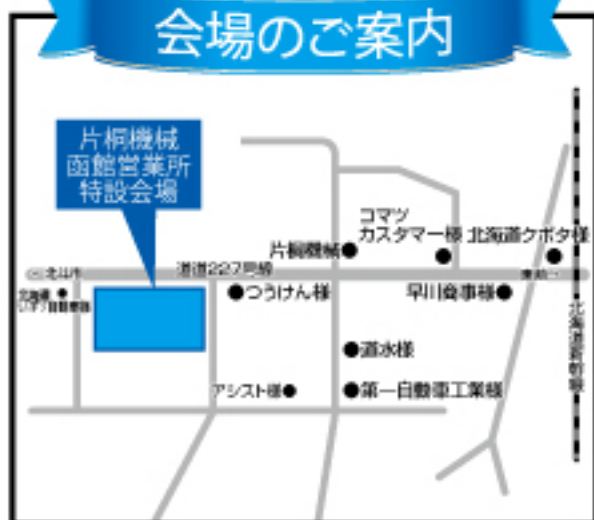 会場のご案内
片桐機械
函館営業所
特設会場
コマツ
カスタマー様
北海道クボタ様
片桐機械
←北斗市
道道227号線
つうけん様
早川商事様
北海道新幹線
道水様
アシスト様
第一自動車工業様